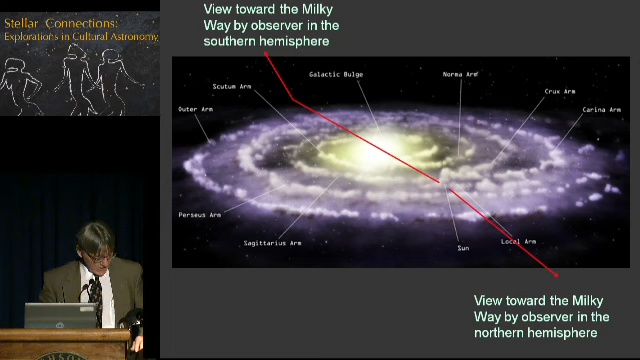 Stellar Connections:
Explorations in Cultural Astronomy
View toward the Milky
Way by observer in the
southern hemisphere
Galactic Bulge
Norma Arm
Scutum Arm
Crux Arm
Outer Arm
Carina Arm
Perseus Arm
Sagittarius Arm
Sun
Local Arm
View toward the Milky
Way by observer in the
northern hemisphere